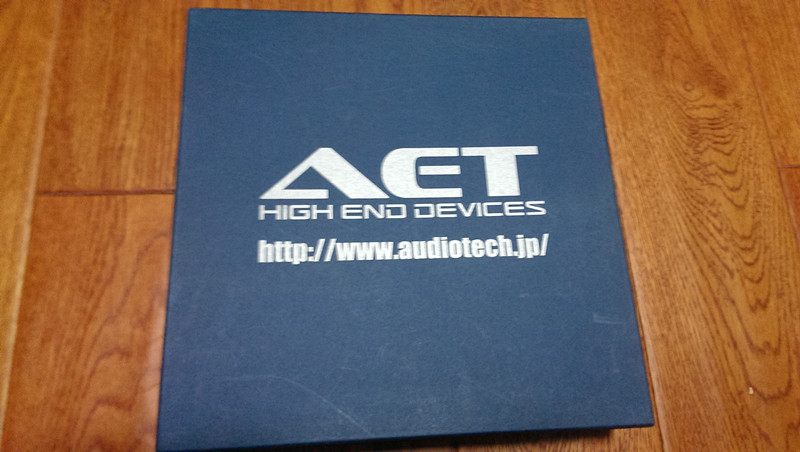 AET
HIGH END DEVICES
http://www.audiotech.jp/